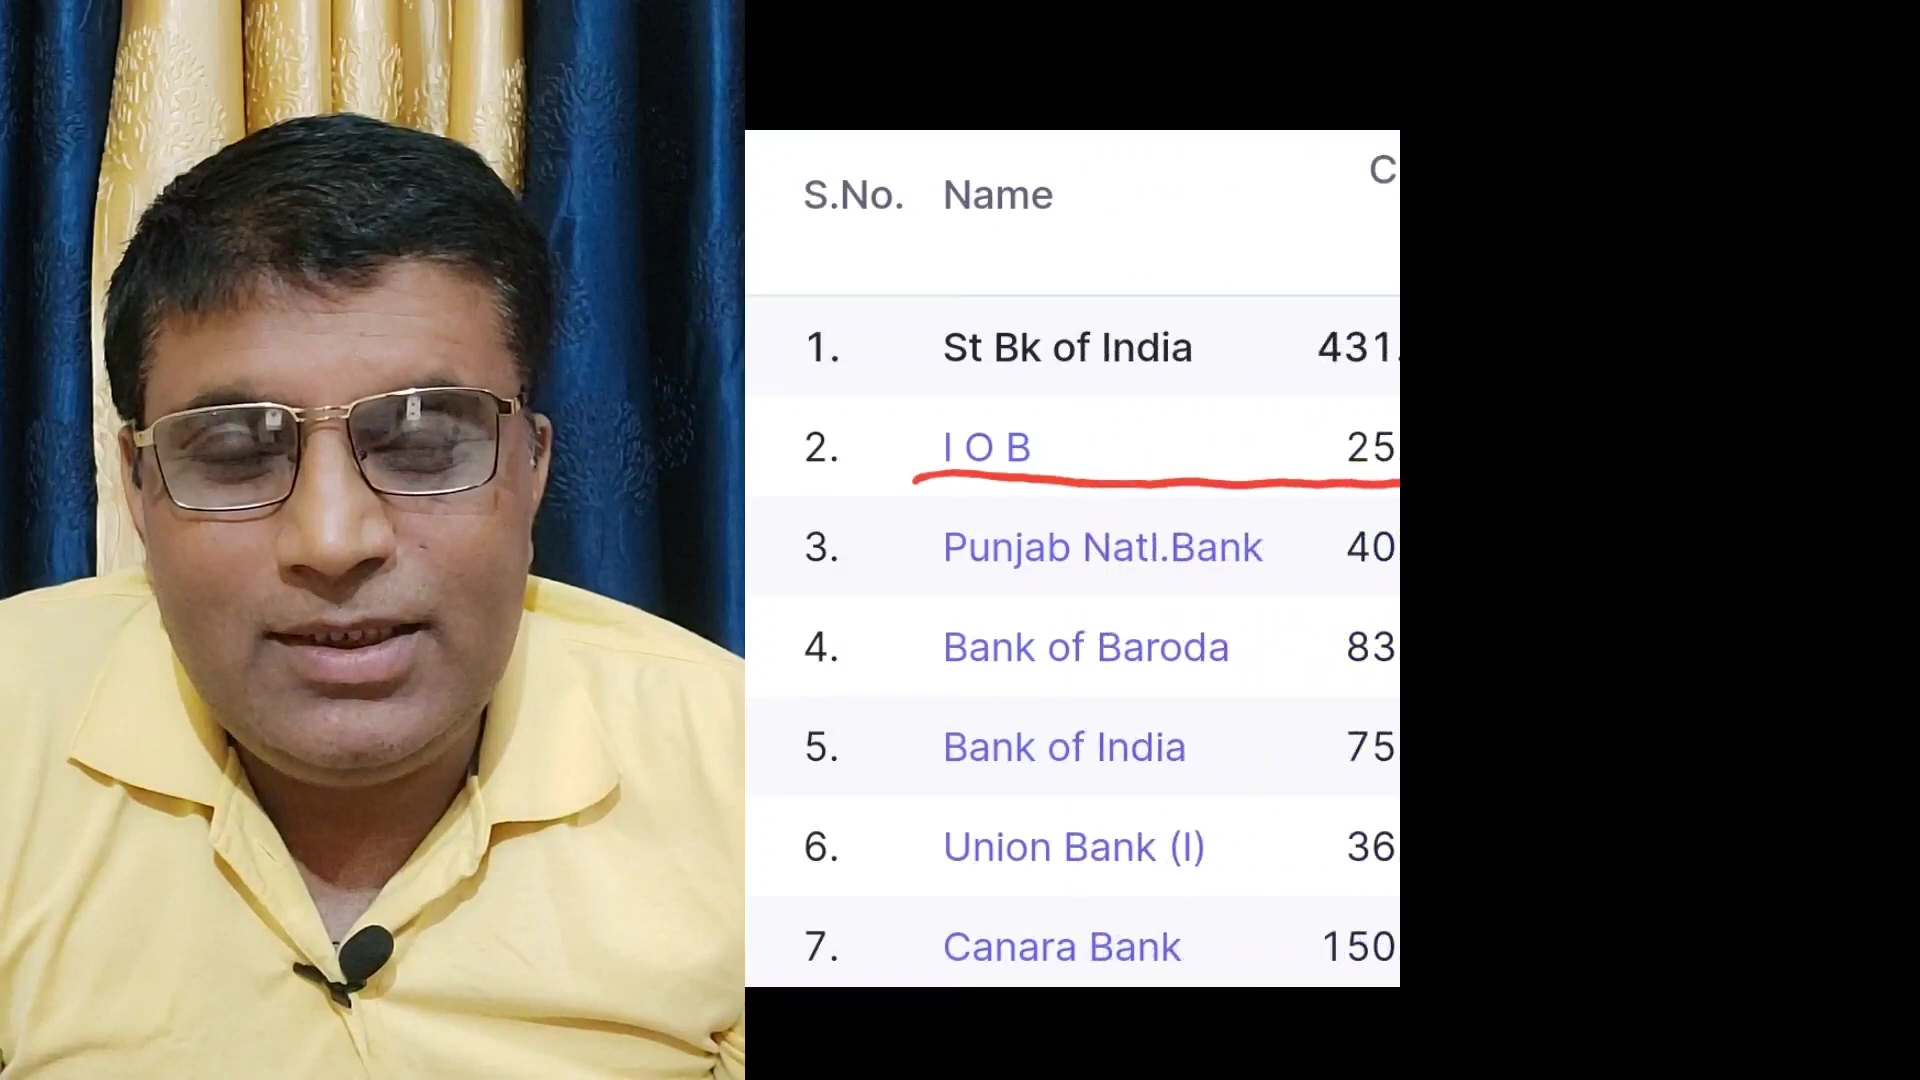 S.No. Name C
1. St Bk of India 431.
2. I O B 25
3. Punjab Natl.Bank 40
4. Bank of Baroda 83
5. Bank of India 75
6. Union Bank (I) 36
7. Canara Bank 150